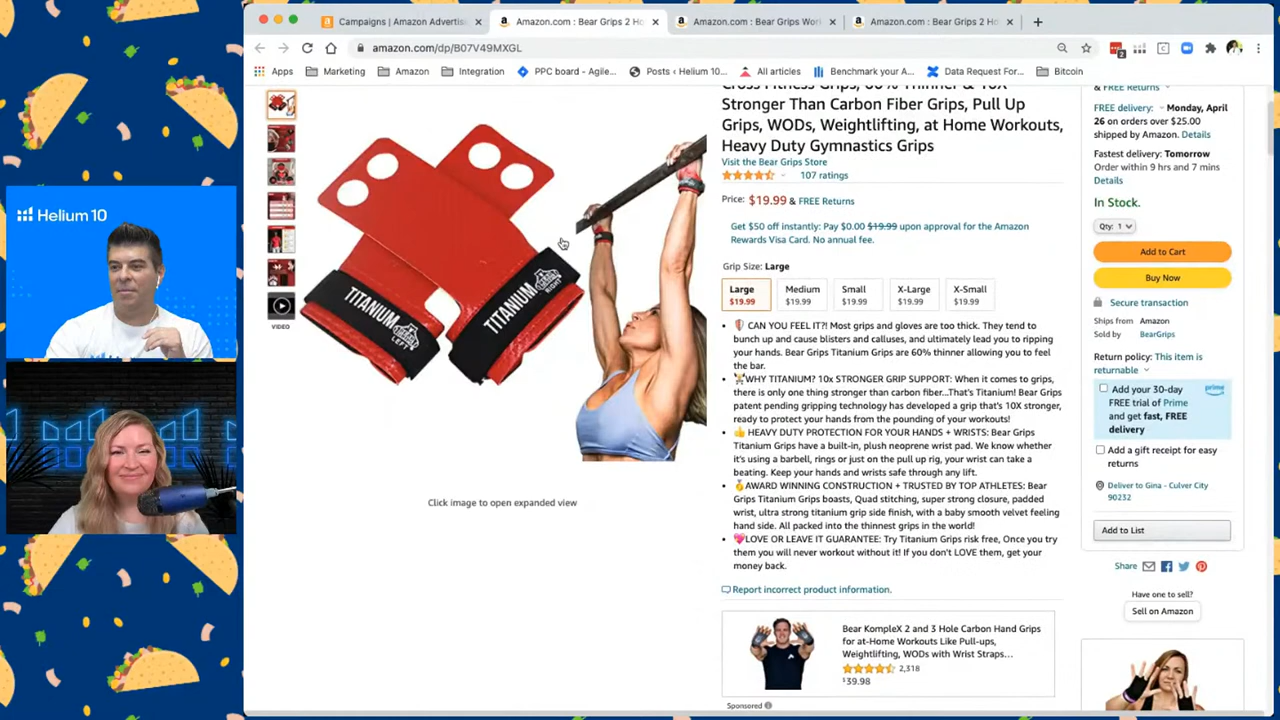 Campaigns | Amazon Advertis
Amazon.com : Bear Grips 2 Ho
Amazon.com : Bear Grips Work
Amazon.com : Bear Grips 2 Ho
amazon.com/dp/B07V49MXGL
2
Apps
Marketing
Amazon
Integration
PPC board - Agile...
Posts ‹ Helium 10...
All articles
Benchmark your A...
Data Request For...
Bitcoin
Helium 10
TITANIUM
LEFT
TITANIUM
RIGHT
VIDEO
Click image to open expanded view
Cross Fitness Grips, 60% Thinner & 10X
Stronger Than Carbon Fiber Grips, Pull Up
Grips, WODs, Weightlifting, at Home Workouts,
Heavy Duty Gymnastics Grips
Visit the Bear Grips Store
107 ratings
Price: $19.99 & FREE Returns
Get $50 off instantly: Pay $0.00 $19.99 upon approval for the Amazon
Rewards Visa Card. No annual fee.
Grip Size: Large
Large
$19.99
Medium
$19.99
Small
$19.99
X-Large
$19.99
X-Small
$19.99
CAN YOU FEEL IT?! Most grips and gloves are too thick. They tend to
bunch up and cause blisters and calluses, and ultimately lead you to ripping
your hands. Bear Grips Titanium Grips are 60% thinner allowing you to feel
the bar.
WHY TITANIUM? 10x STRONGER GRIP SUPPORT: When it comes to grips,
there is only one thing stronger than carbon fiber...That's Titanium! Bear Grips
patent pending gripping technology has developed a grip that's 10X stronger,
ready to protect your hands from the pounding of your workouts!
HEAVY DUTY PROTECTION FOR YOUR HANDS + WRISTS: Bear Grips
Titanium Grips have a built-in, plush neoprene wrist pad. We know whether
it's using a barbell, rings or just on the pull up rig, your wrist can take a
beating. Keep your hands and wrists safe through any lift.
AWARD WINNING CONSTRUCTION + TRUSTED BY TOP ATHLETES: Bear
Grips Titanium Grips boasts, Quad stitching, super strong closure, padded
wrist, ultra strong titanium grip side finish, with a baby smooth velvet feeling
hand side. All packed into the thinnest grips in the world!
LOVE OR LEAVE IT GUARANTEE: Try Titanium Grips risk free, Once you try
them you will never workout without it! If you don't LOVE them, get your
money back.
Report incorrect product information.
Bear KompleX 2 and 3 Hole Carbon Hand Grips
for at-Home Workouts Like Pull-ups,
Weightlifting, WODs with Wrist Straps...
2,318
$39.98
Sponsored
& FREE Returns
FREE delivery: Monday, April
26 on orders over $25.00
shipped by Amazon. Details
Fastest delivery: Tomorrow
Order within 9 hrs and 7 mins
Details
In Stock.
Qty: 1
Add to Cart
Buy Now
Secure transaction
Ships from Amazon
Sold by BearGrips
Return policy: This item is
returnable
Add your 30-day
FREE trial of Prime
and get fast, FREE
delivery
prime
Add a gift receipt for easy
returns
Deliver to Gina - Culver City
90232
Add to List
Share
Have one to sell?
Sell on Amazon